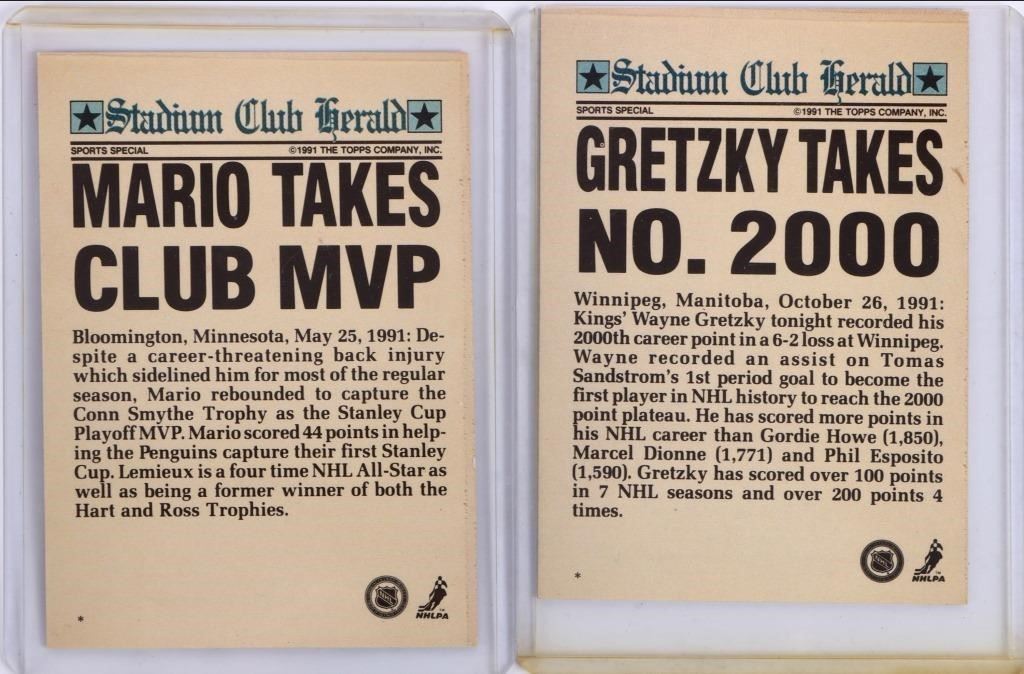 Stadium Club Herald
SPORTS SPECIAL ©1991 THE TOPPS COMPANY, INC.
MARIO TAKES
CLUB MVP
Bloomington, Minnesota, May 25, 1991: De-
spite a career-threatening back injury
which sidelined him for most of the regular
season, Mario rebounded to capture the
Conn Smythe Trophy as the Stanley Cup
Playoff MVP. Mario scored 44 points in help-
ing the Penguins capture their first Stanley
Cup. Lemieux is a four time NHL All-Star as
well as being a former winner of both the
Hart and Ross Trophies.
*
NHL
NHLPA
™
Stadium Club Herald
SPORTS SPECIAL ©1991 THE TOPPS COMPANY, INC.
GRETZKY TAKES
NO. 2000
Winnipeg, Manitoba, October 26, 1991:
Kings' Wayne Gretzky tonight recorded his
2000th career point in a 6-2 loss at Winnipeg.
Wayne recorded an assist on Tomas
Sandstrom's 1st period goal to become the
first player in NHL history to reach the 2000
point plateau. He has scored more points in
his NHL career than Gordie Howe (1,850),
Marcel Dionne (1,771) and Phil Esposito
(1,590). Gretzky has scored over 100 points
in 7 NHL seasons and over 200 points 4
times.
*
NHL
NHLPA
™